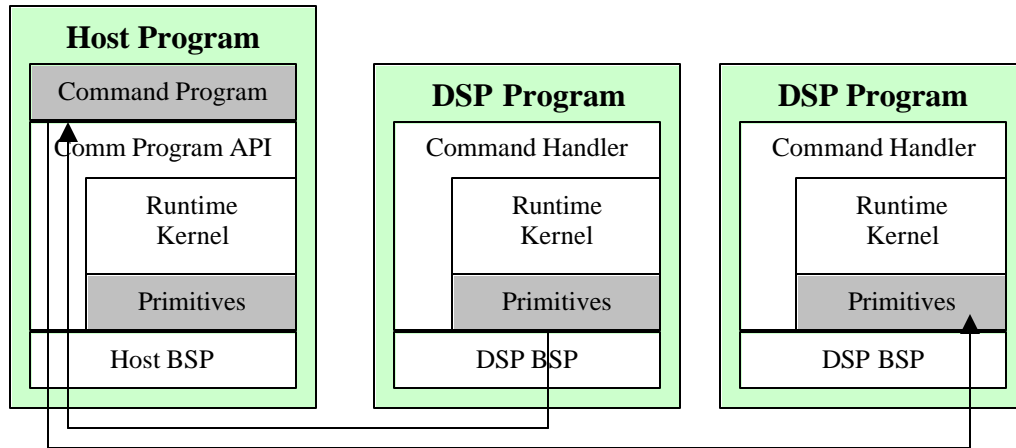 Host Program
Command Program
Comm Program API
Runtime
Kernel
Primitives
Host BSP
DSP Program
Command Handler
Runtime
Kernel
Primitives
DSP BSP
DSP Program
Command Handler
Runtime
Kernel
Primitives
DSP BSP